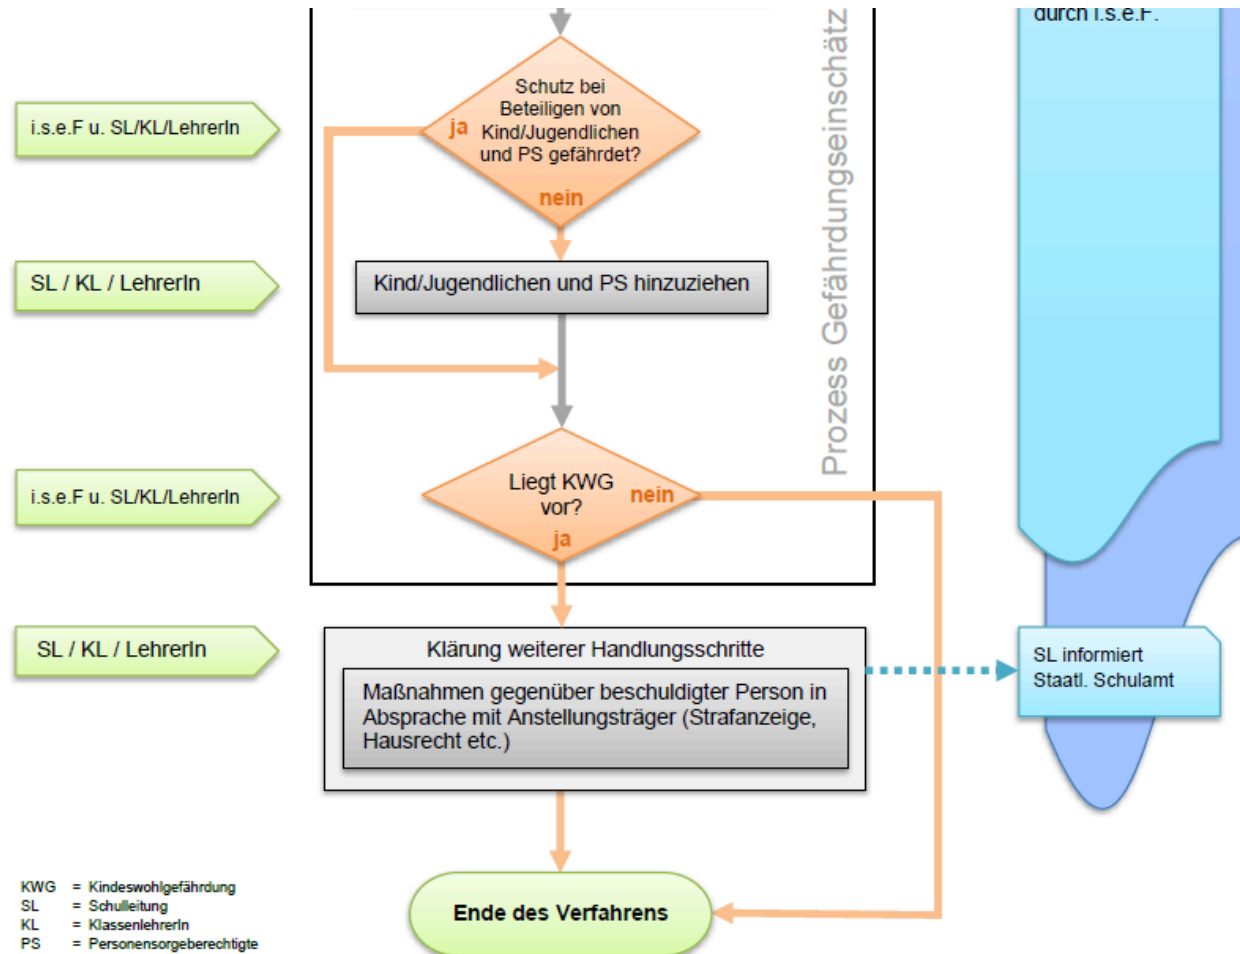 durch i.s.e.F.
Prozess Gefährdungseinschätz
Schutz bei
Beteiligen von
Kind/Jugendlichen
und PS gefährdet?
ja
nein
i.s.e.F u. SL/KL/LehrerIn
SL / KL / LehrerIn
Kind/Jugendlichen und PS hinzuziehen
i.s.e.F u. SL/KL/LehrerIn
Liegt KWG
vor?
nein
ja
SL / KL / LehrerIn
Klärung weiterer Handlungsschritte
Maßnahmen gegenüber beschuldigter Person in
Absprache mit Anstellungsträger (Strafanzeige,
Hausrecht etc.)
SL informiert
Staatl. Schulamt
Ende des Verfahrens
KWG = Kindeswohlgefährdung
SL = Schulleitung
KL = KlassenlehrerIn
PS = Personensorgeberechtigte